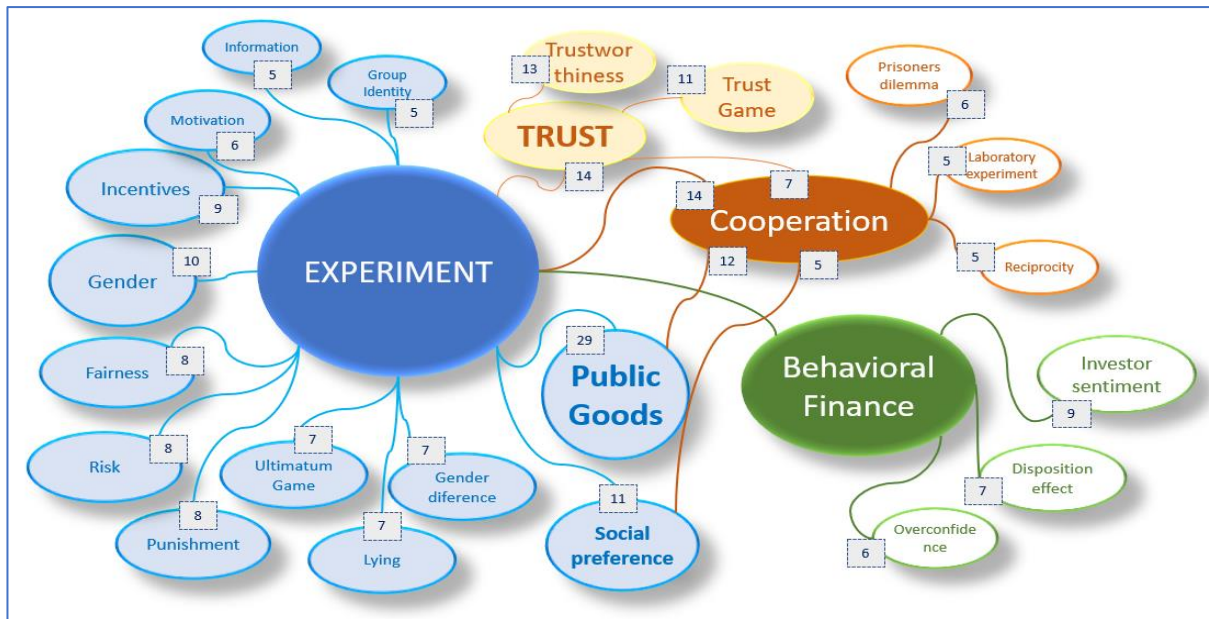 Information
5
Group
Identity
5
Motivation
6
Incentives
9
Gender
10
Fairness
8
Risk
8
Punishment
8
Ultimatum
Game
7
Lying
7
Gender
diference
7
EXPERIMENT
Trustwor
thiness
13
Trust
Game
11
TRUST
14
7
14
Cooperation
12
5
Prisoners
dilemma
6
5
Laboratory
experiment
5
Reciprocity
29
Public
Goods
11
Social
preference
Behavioral
Finance
Investor
sentiment
9
Disposition
effect
7
Overconfide
nce
6